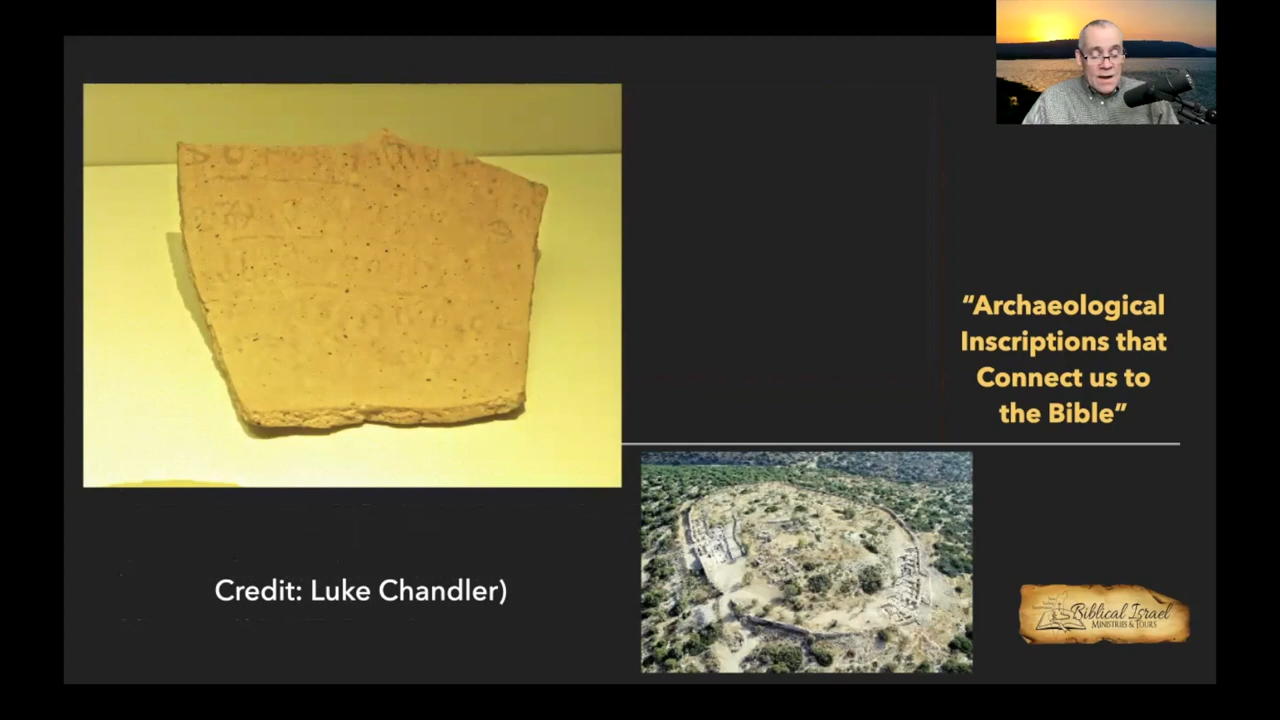 “Archaeological
Inscriptions that
Connect us to
the Bible”
Credit: Luke Chandler)
Biblical Israel
MINISTRIES & TOURS